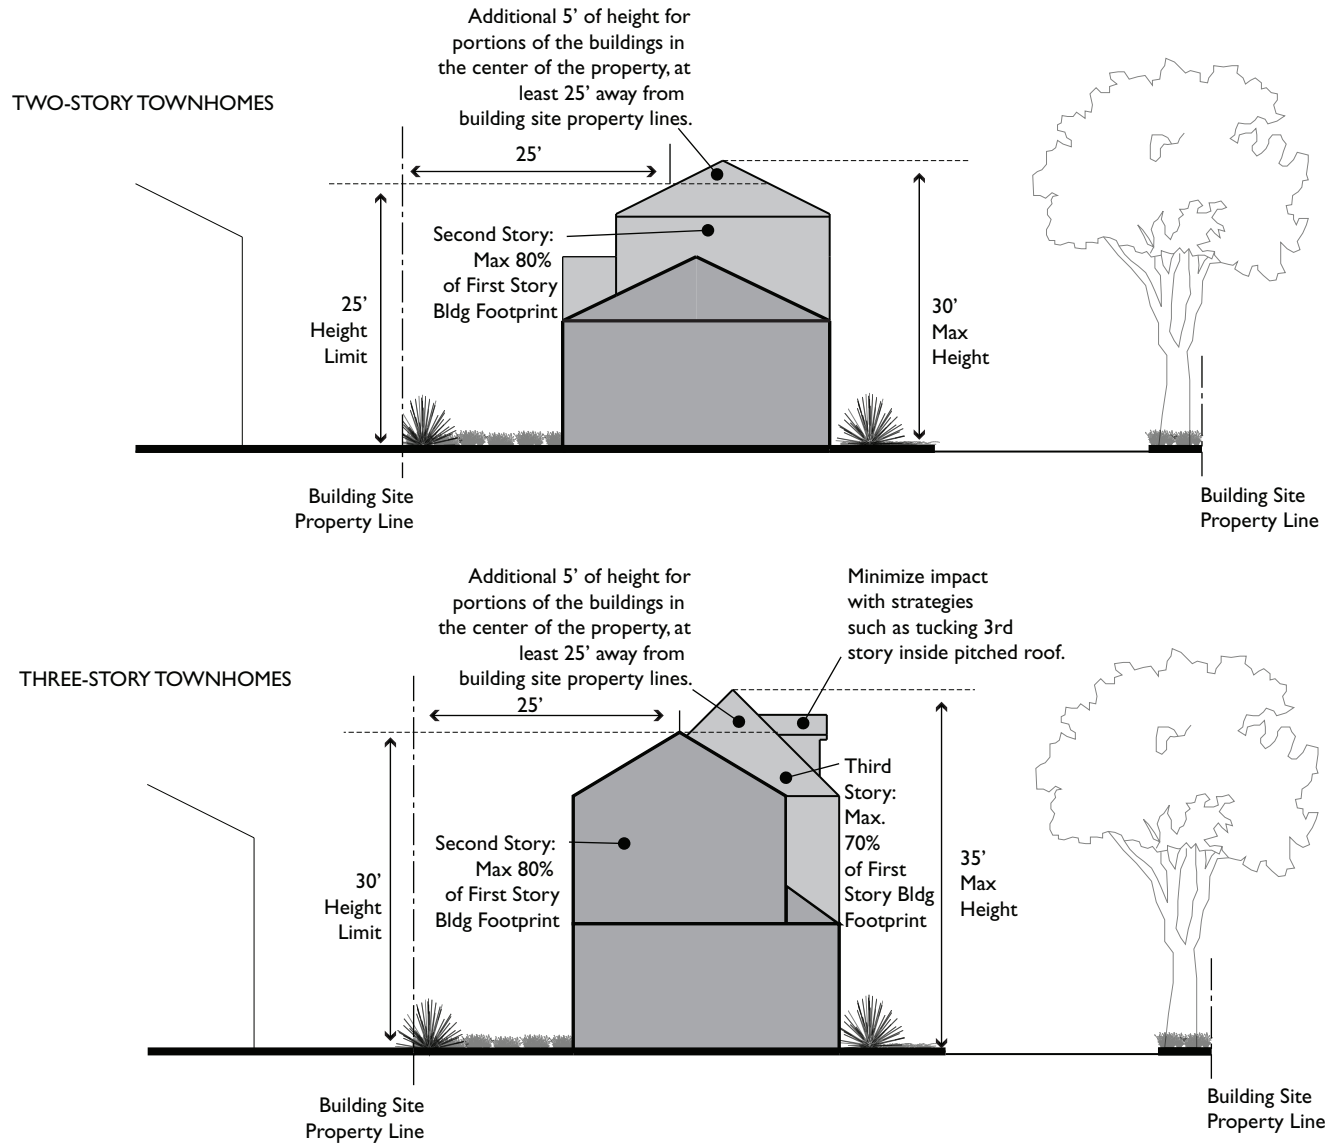 Additional 5’ of height for
portions of the buildings in
the center of the property, at
least 25’ away from
building site property lines.
TWO-STORY TOWNHOMES
25’
Second Story:
Max 80%
of First Story
Bldg Footprint
25’
Height
Limit
30’
Max
Height
Building Site
Property Line
Building Site
Property Line
Additional 5’ of height for
portions of the buildings in
the center of the property, at
least 25’ away from
building site property lines.
Minimize impact
with strategies
such as tucking 3rd
story inside pitched roof.
THREE-STORY TOWNHOMES
25’
Third
Story:
Max.
70%
of First
Story Bldg
Footprint
Second Story:
Max 80%
of First Story
Bldg Footprint
30’
Height
Limit
35’
Max
Height
Building Site
Property Line
Building Site
Property Line